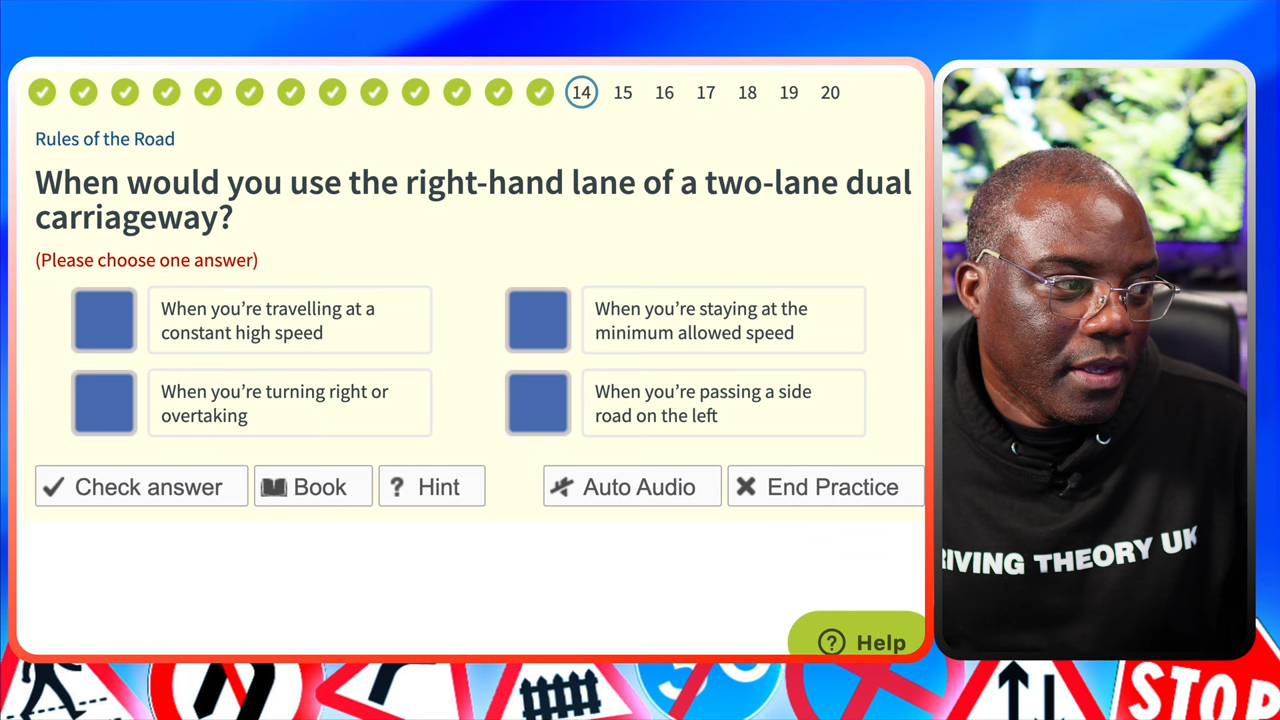 14 15 16 17 18 19 20
Rules of the Road
When would you use the right-hand lane of a two-lane dual
carriageway?
(Please choose one answer)
When you’re travelling at a
constant high speed
When you’re staying at the
minimum allowed speed
When you’re turning right or
overtaking
When you’re passing a side
road on the left
Check answer
Book
? Hint
Auto Audio
End Practice
? Help
RIVING THEORY UK
STOP